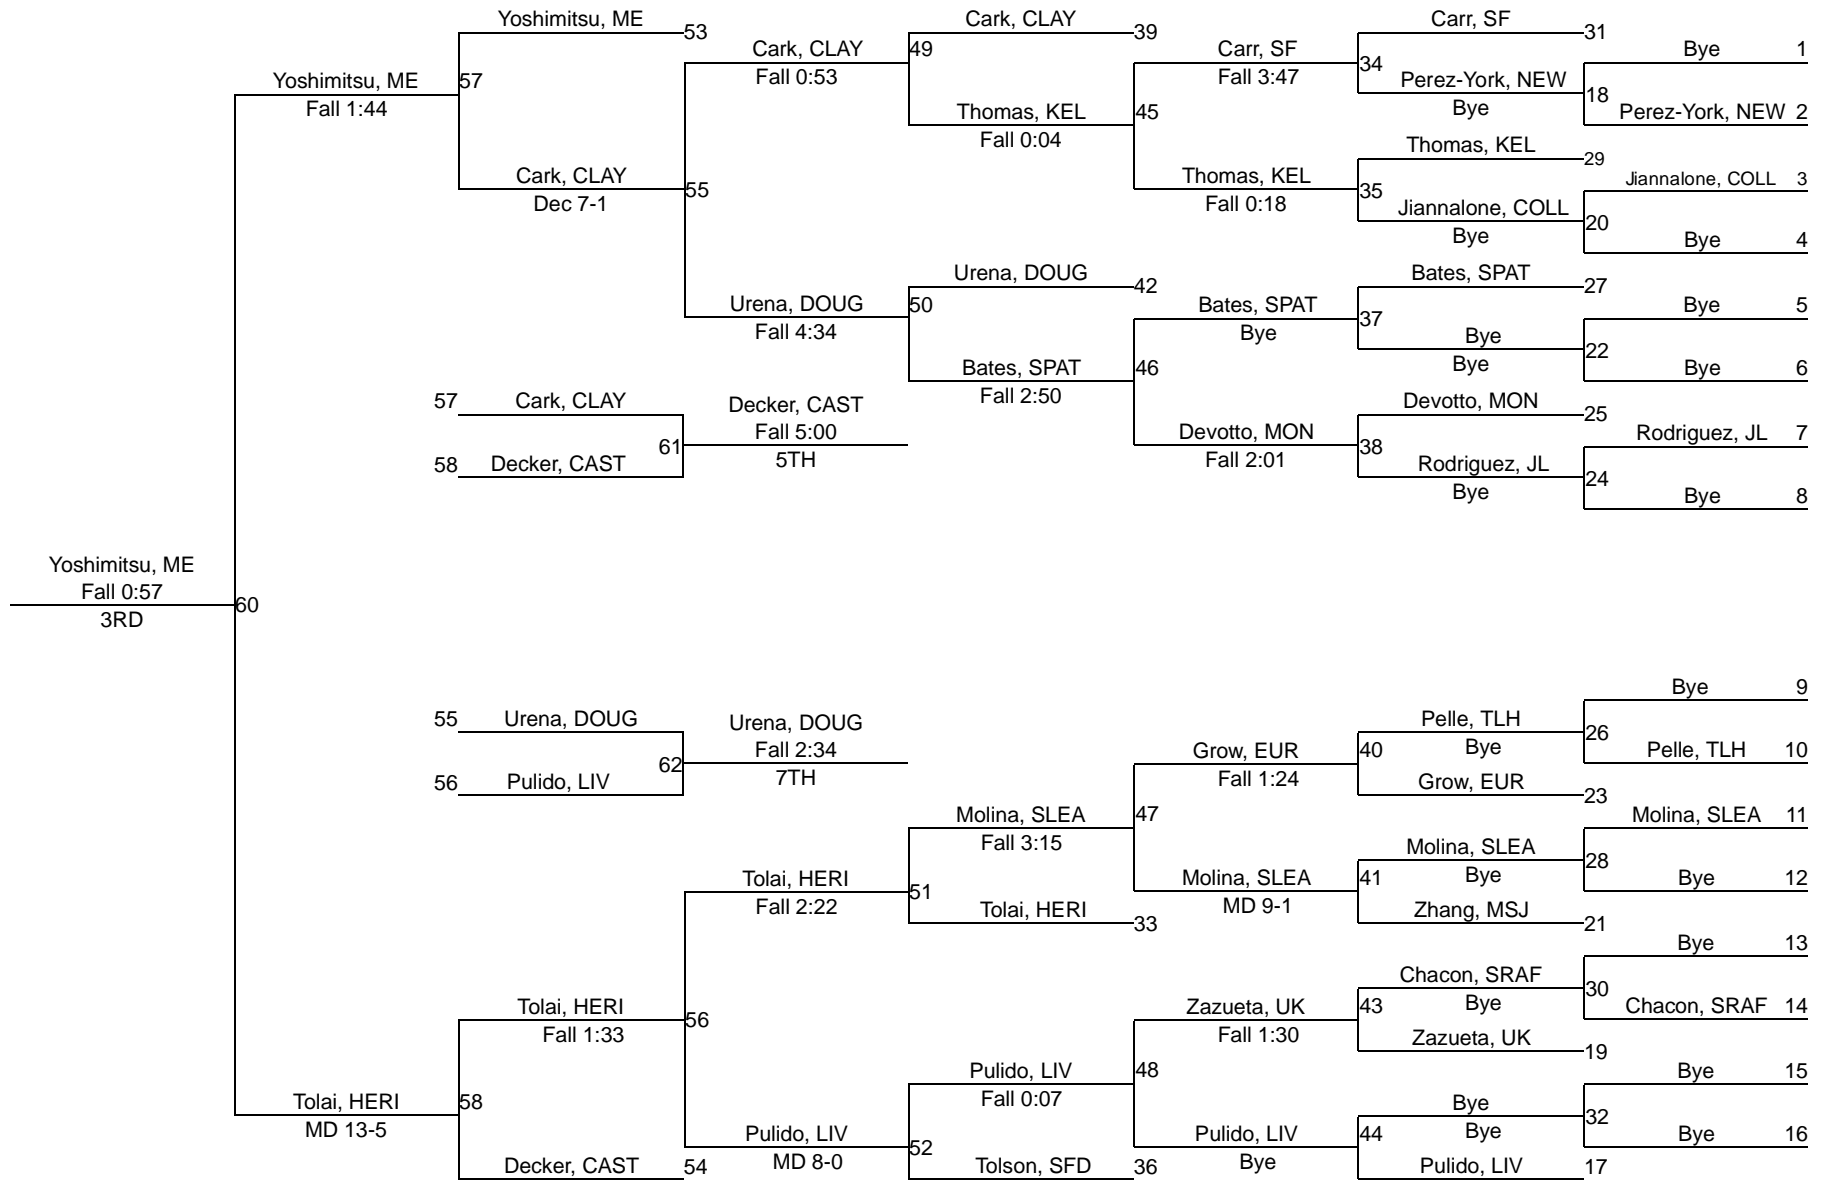 Yoshimitsu, ME
53
Cark, CLAY
39
Carr, SF
31
Bye 1
Cark, CLAY
Fall 0:53
49
Carr, SF
Fall 3:47
34
Perez-York, NEW
Bye
18
Perez-York, NEW 2
Yoshimitsu, ME
Fall 1:44
57
Thomas, KEL
Fall 0:04
45
Thomas, KEL
29
Jiannalone, COLL 3
Cark, CLAY
Dec 7-1
55
Thomas, KEL
Fall 0:18
35
Jiannalone, COLL
Bye
20
Bye 4
Urena, DOUG
42
Bates, SPAT
27
Bye 5
Urena, DOUG
Fall 4:34
50
Bates, SPAT
Bye
37
Bye
Bye
22
Bye 6
Bates, SPAT
Fall 2:50
46
57 Cark, CLAY
Decker, CAST
Fall 5:00
5TH
61
58 Decker, CAST
Devotto, MON
25
Rodriguez, JL 7
Devotto, MON
Fall 2:01
38
Rodriguez, JL
Bye
24
Bye 8
Yoshimitsu, ME
Fall 0:57
3RD
60
Bye 9
55 Urena, DOUG
Urena, DOUG
Fall 2:34
7TH
62
56 Pulido, LIV
Pelle, TLH
Bye
26
Pelle, TLH 10
Grow, EUR
Fall 1:24
40
Grow, EUR
23
Molina, SLEA 11
Molina, SLEA
Fall 3:15
47
Molina, SLEA
Bye
28
Bye 12
Tolai, HERI
Fall 2:22
51
Molina, SLEA
MD 9-1
41
Zhang, MSJ
21
Tolai, HERI
33
Bye 13
Chacon, SRAF
Bye
30
Chacon, SRAF 14
Tolai, HERI
Fall 1:33
56
Zazueta, UK
Fall 1:30
43
Zazueta, UK
19
Bye 15
Pulido, LIV
Fall 0:07
48
Bye
Bye
32
Bye 16
Tolai, HERI
MD 13-5
58
Pulido, LIV
MD 8-0
52
Pulido, LIV
Bye
44
Pulido, LIV
17
Decker, CAST
54
Tolson, SFD
36